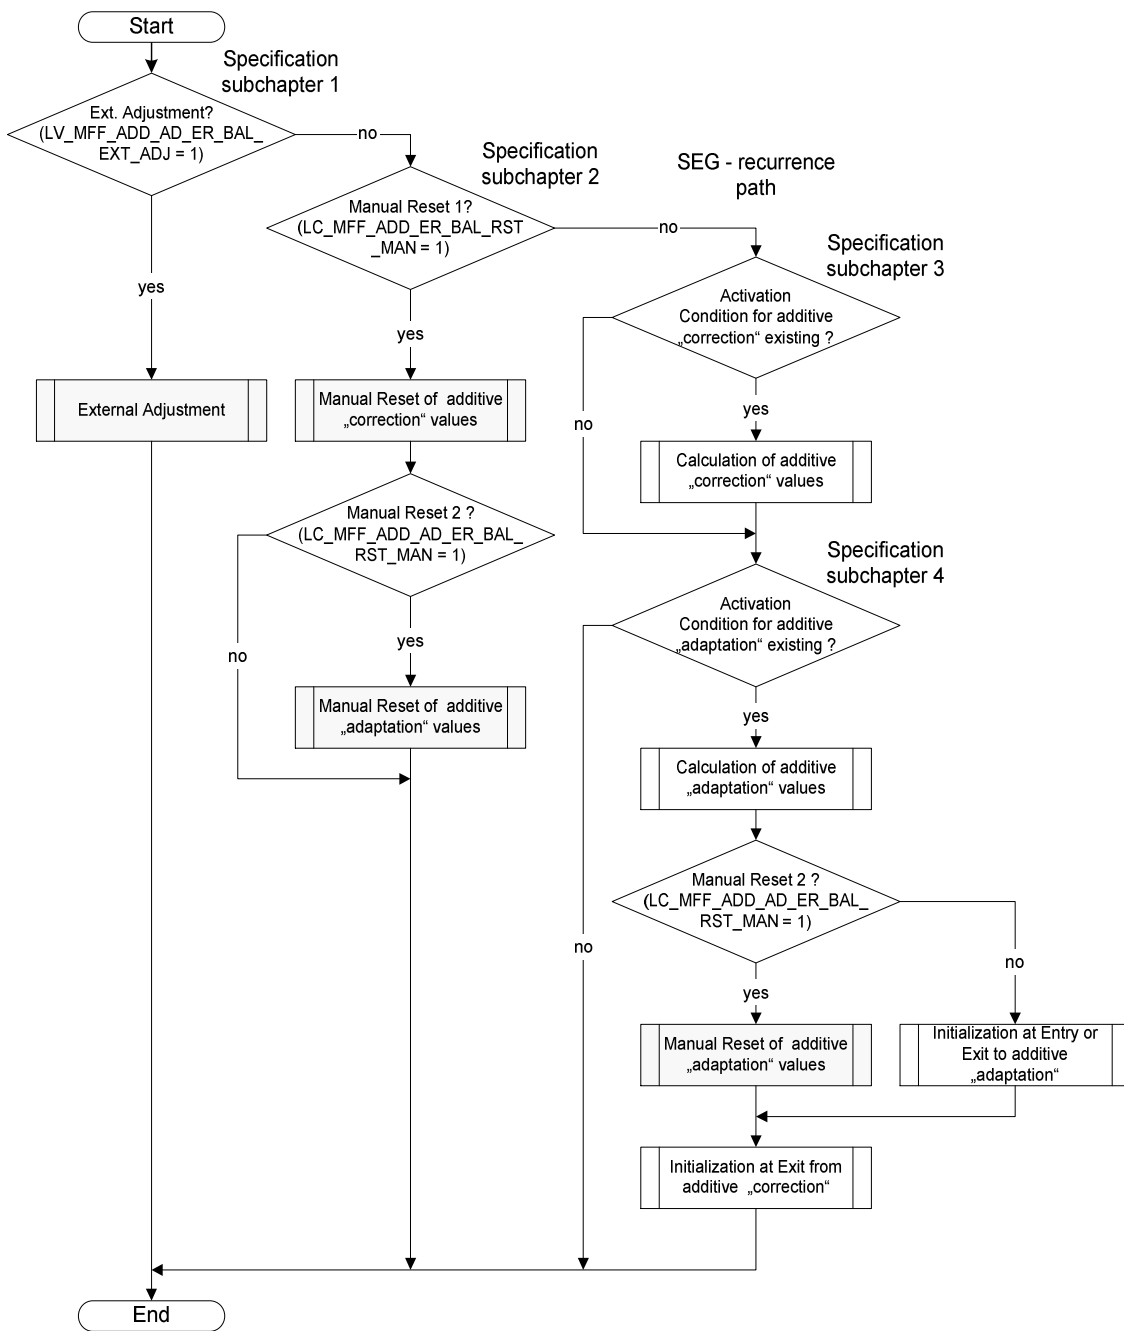 Start
Specification
subchapter 1
Ext. Adjustment?
(LV_MFF_ADD_AD_ER_BAL_
EXT_ADJ = 1)
no
Specification
subchapter 2
SEG - recurrence
path
Manual Reset 1?
(LC_MFF_ADD_ER_BAL_RST
_MAN = 1)
no
Specification
subchapter 3
yes
Activation
Condition for additive
„correction“ existing ?
yes
External Adjustment
Manual Reset of additive
„correction“ values
yes
no
Calculation of additive
„correction“ values
Manual Reset 2 ?
(LC_MFF_ADD_AD_ER_BAL_
RST_MAN = 1)
Specification
subchapter 4
Activation
Condition for additive
„adaptation“ existing ?
yes
no
Manual Reset of additive
„adaptation“ values
yes
Calculation of additive
„adaptation“ values
Manual Reset 2 ?
(LC_MFF_ADD_AD_ER_BAL_
RST_MAN = 1)
no
no
yes
Manual Reset of additive
„adaptation“ values
Initialization at Entry or
Exit to additive
„adaptation“
Initialization at Exit from
additive „correction“
End